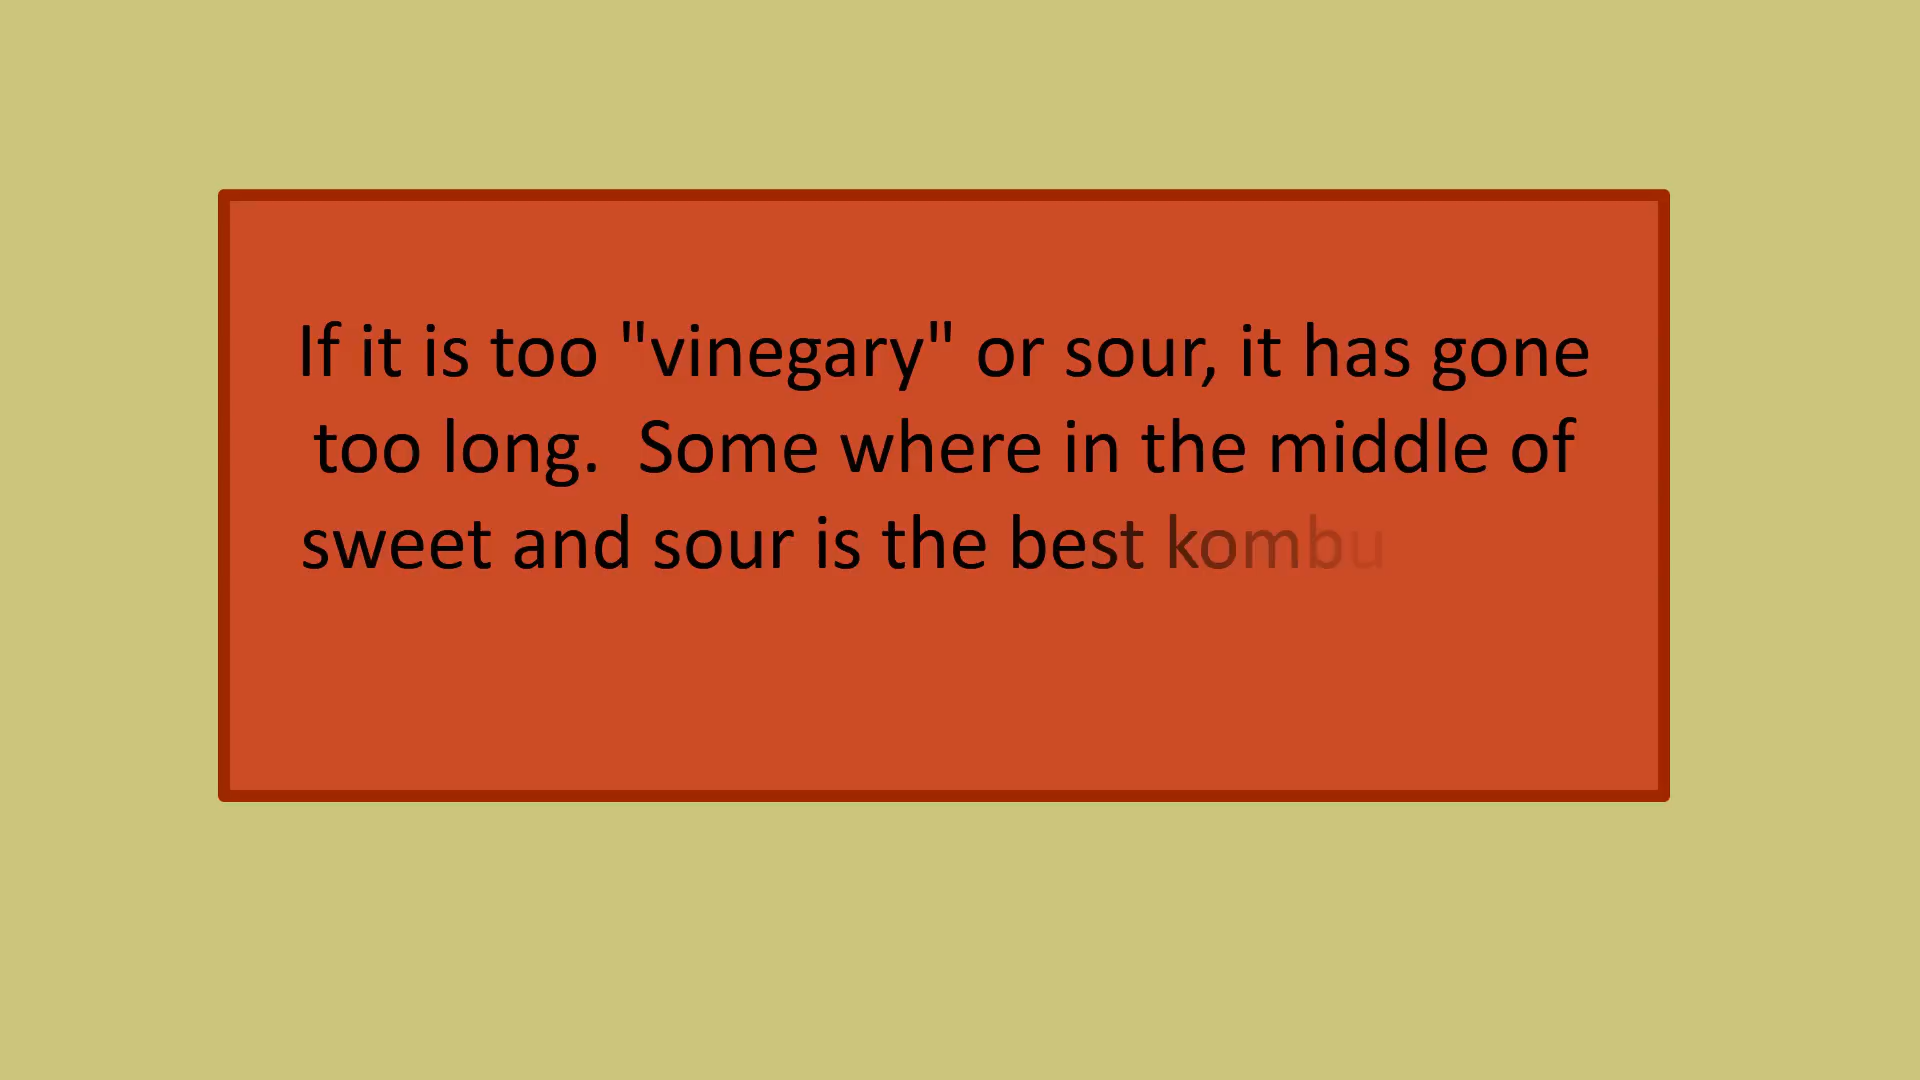 If it is too "vinegary" or sour, it has gone
too long.  Some where in the middle of
sweet and sour is the best kombu